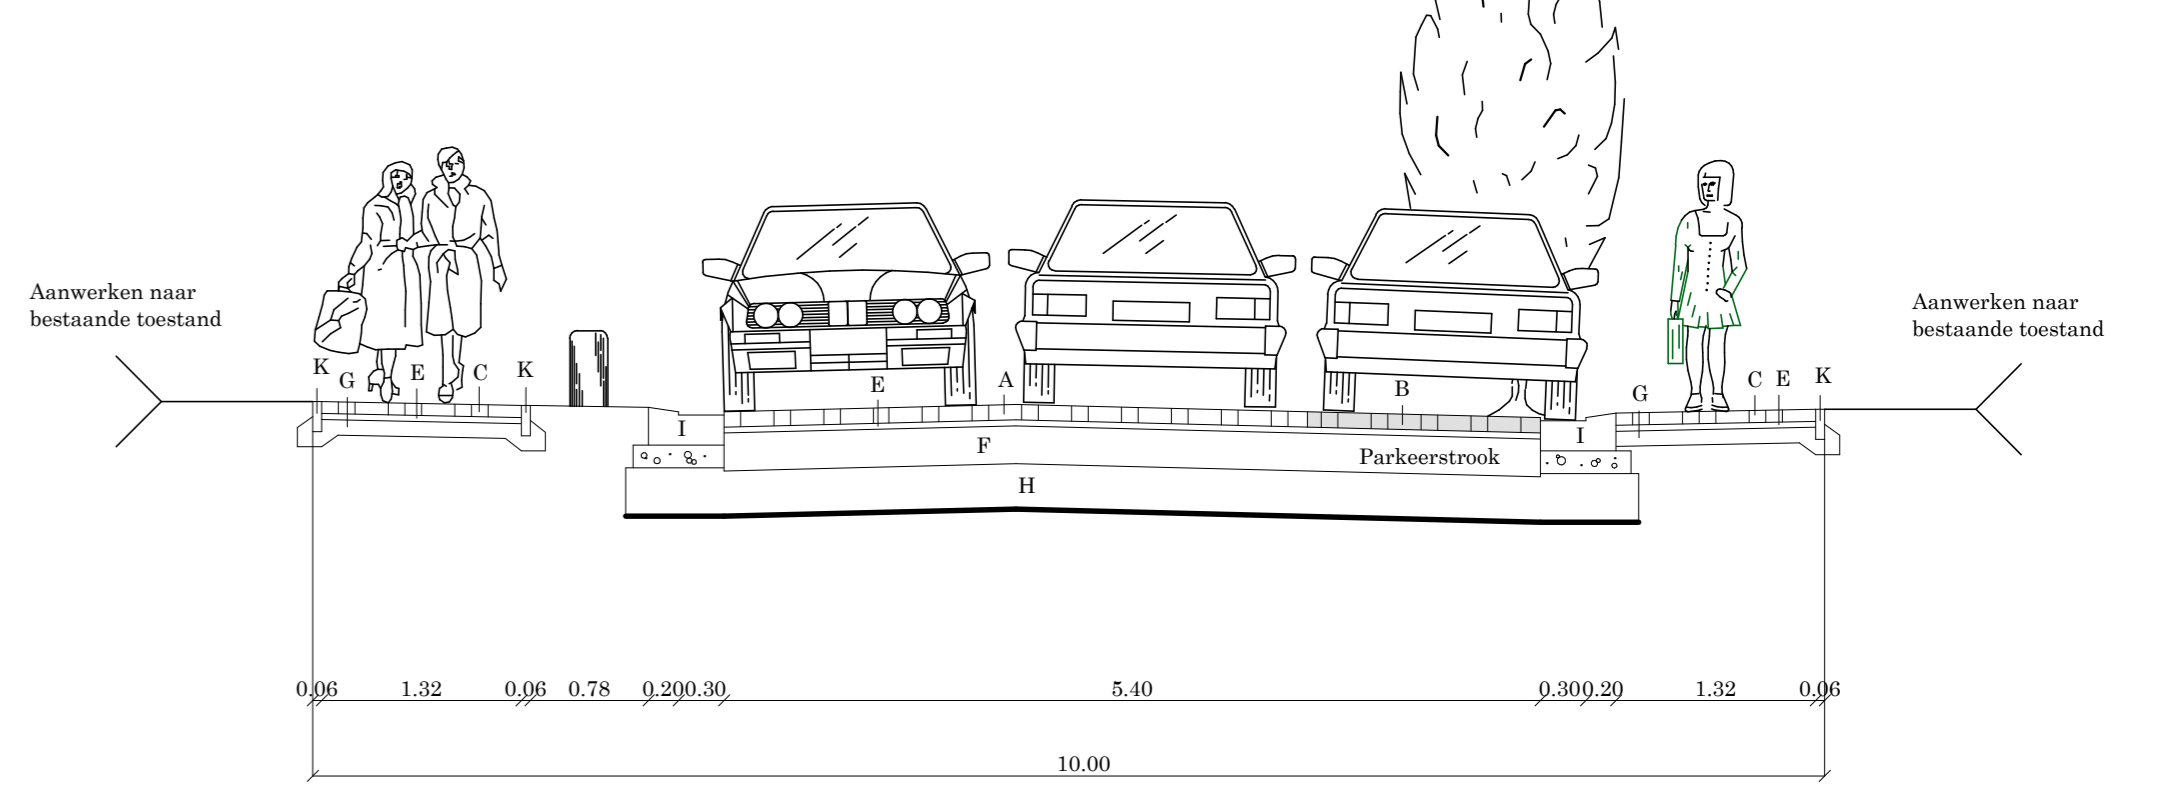 Aanwerken naar
bestaande toestand
Aanwerken naar
bestaande toestand
K G E C K
E A B
G C E K
I F I
Parkeerstrook
H
0.06 1.32 0.06 0.78 0.20 0.30 5.40 0.30 0.20 1.32 0.06
10.00